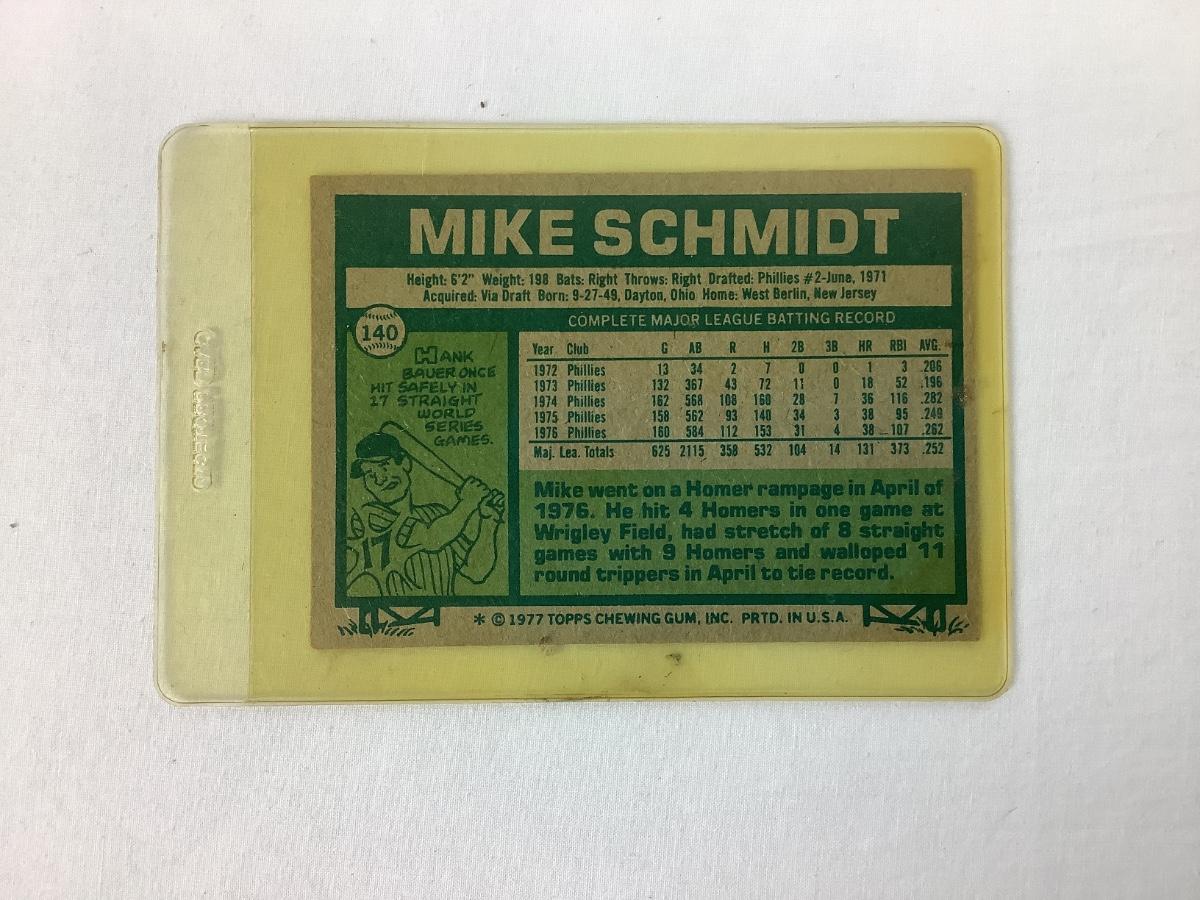 MIKE SCHMIDT
Height: 6'2" Weight: 198 Bats: Right Throws: Right Drafted: Phillies #2-June, 1971
Acquired: Via Draft Born: 9-27-49, Dayton, Ohio Home: West Berlin, New Jersey
140
HANK
BAUER ONCE
HIT SAFELY IN
17 STRAIGHT
WORLD
SERIES
GAMES.
17
COMPLETE MAJOR LEAGUE BATTING RECORD
Year Club G AB R H 2B 3B HR RBI AVG.
1972 Phillies 13 34 2 7 0 0 1 3 .206
1973 Phillies 132 367 43 72 11 0 18 52 .196
1974 Phillies 162 568 108 160 28 7 36 116 .282
1975 Phillies 158 562 93 140 34 3 38 95 .249
1976 Phillies 160 584 112 153 31 4 38 107 .262
Maj. Lea. Totals 625 2115 358 532 104 14 131 373 .252
Mike went on a Homer rampage in April of
1976. He hit 4 Homers in one game at
Wrigley Field, had stretch of 8 straight
games with 9 Homers and walloped 11
round trippers in April to tie record.
* © 1977 TOPPS CHEWING GUM, INC. PRTD. IN U.S.A.